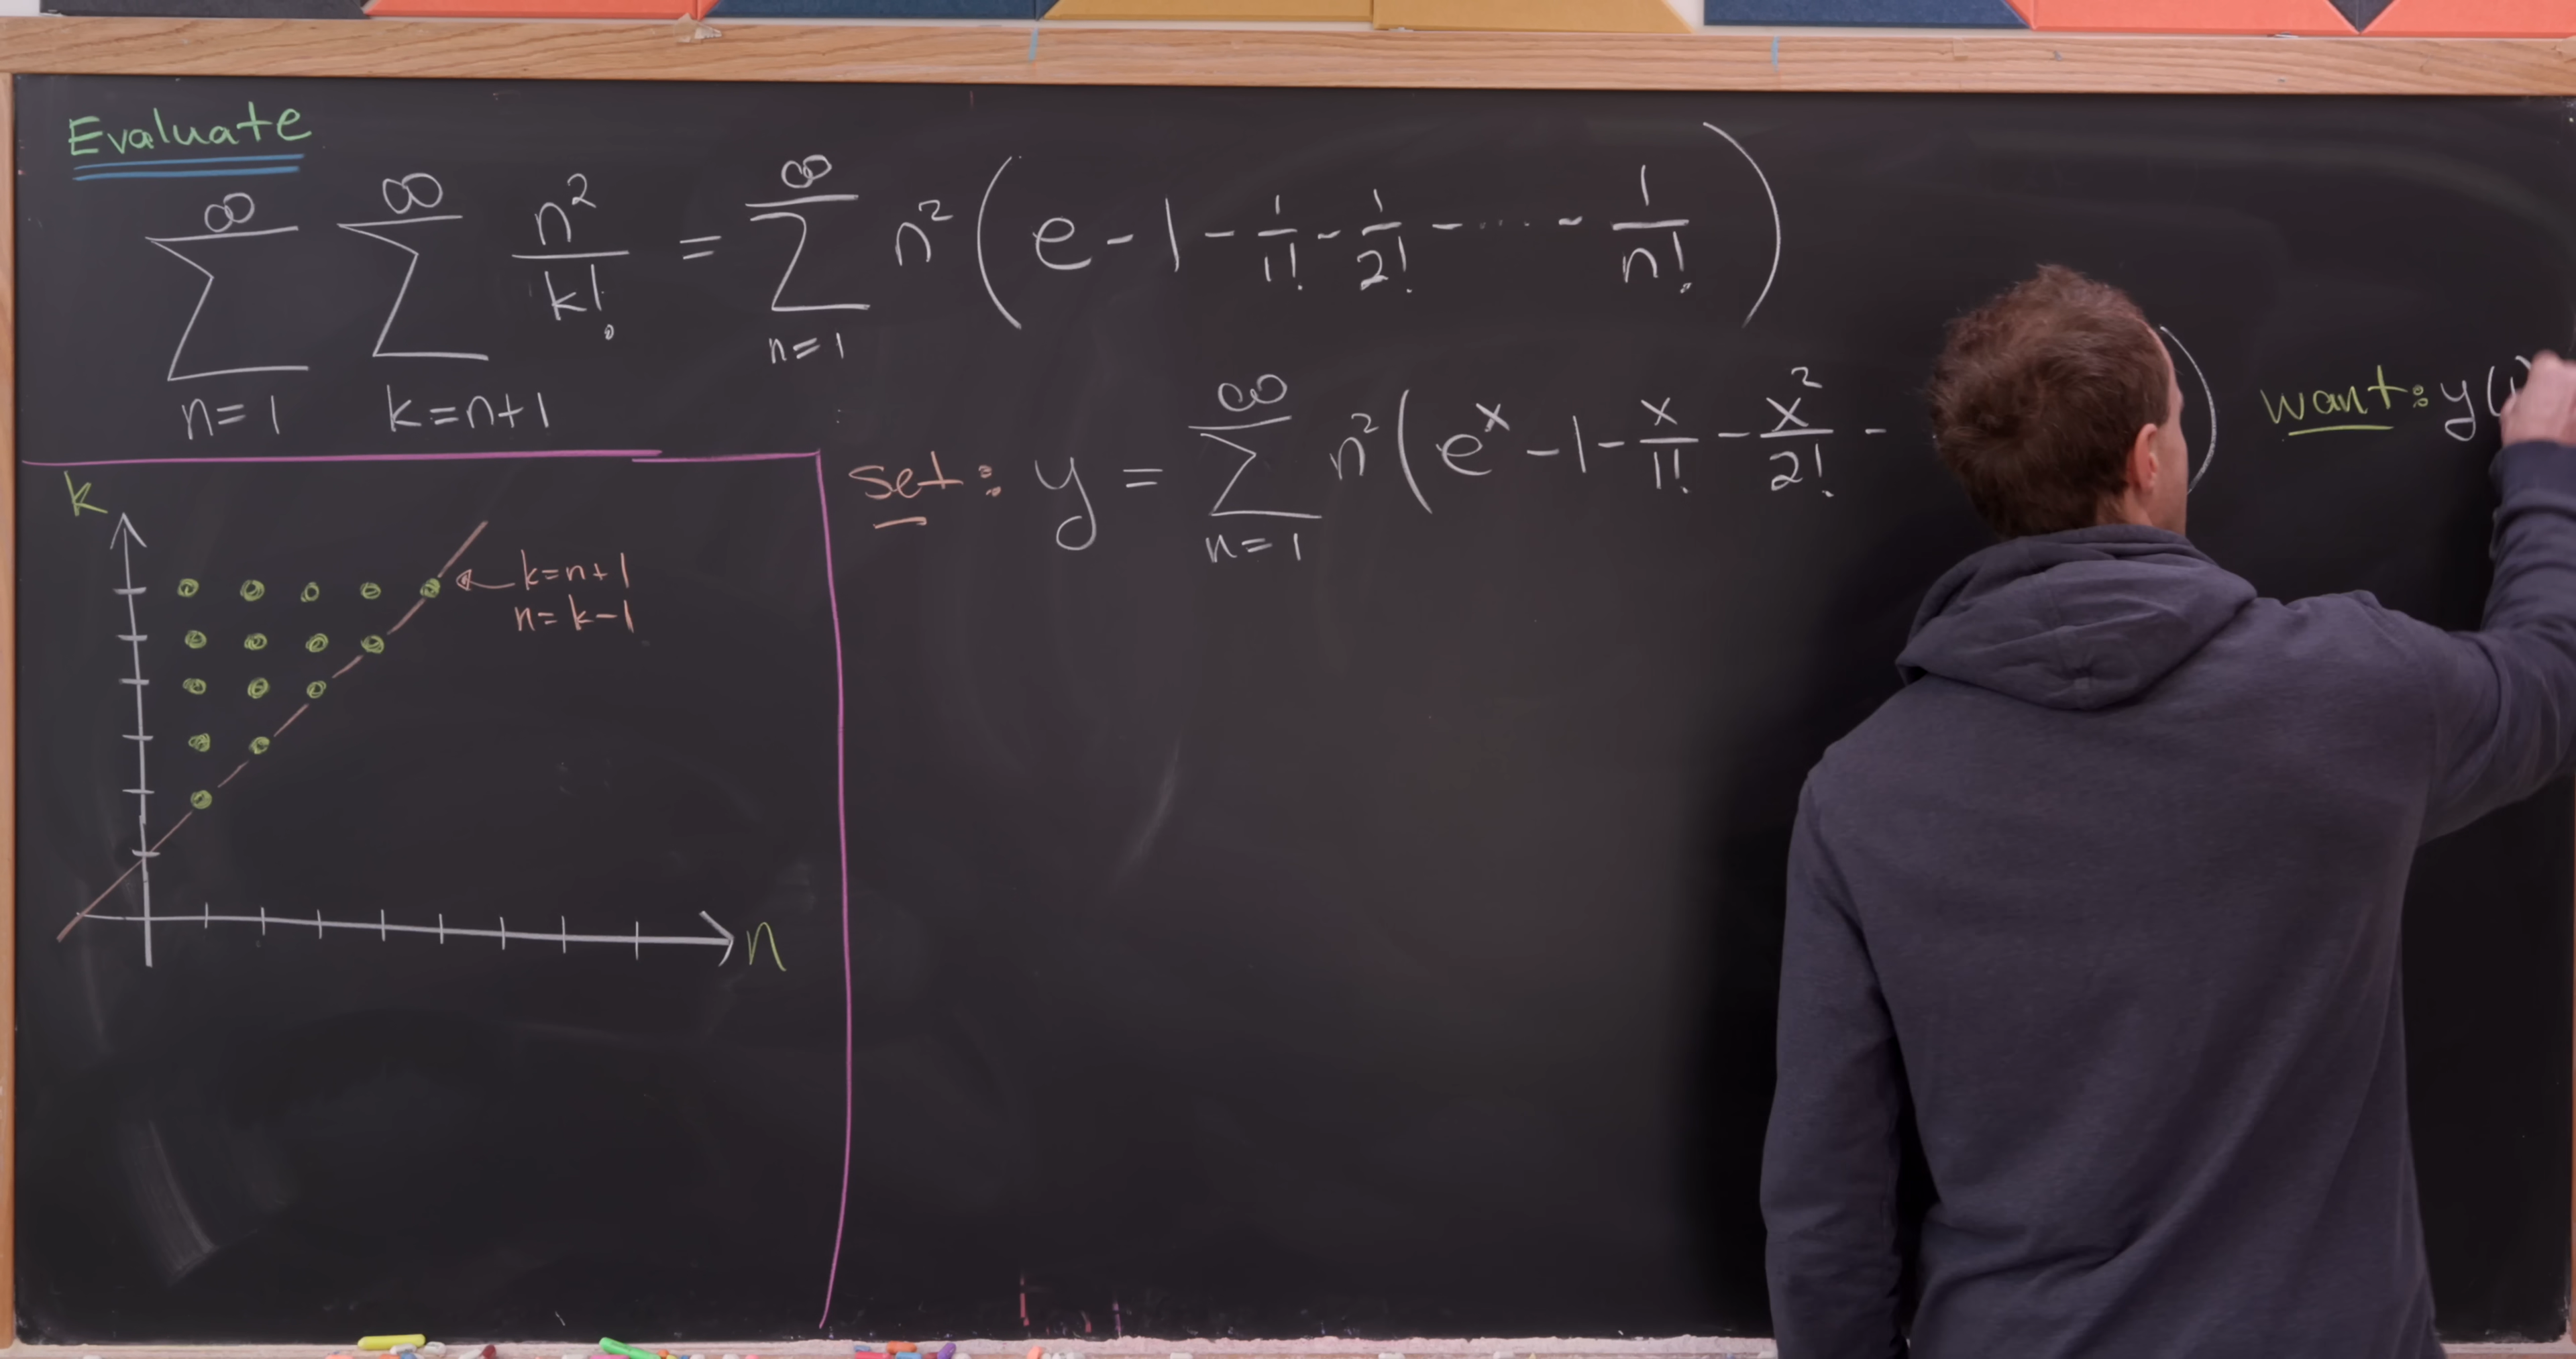 Evaluate
∞ ∑ n=1 ∞ ∑ k=n+1 n²/k! = ∞ ∑ n=1 n² ( e - 1 - 1/1! - 1/2! - ···· - 1/n! )
Set: y = ∞ ∑ n=1 n² ( eˣ - 1 - x/1! - x²/2! - ) want: y(1)
k
k=n+1
n=k-1
n